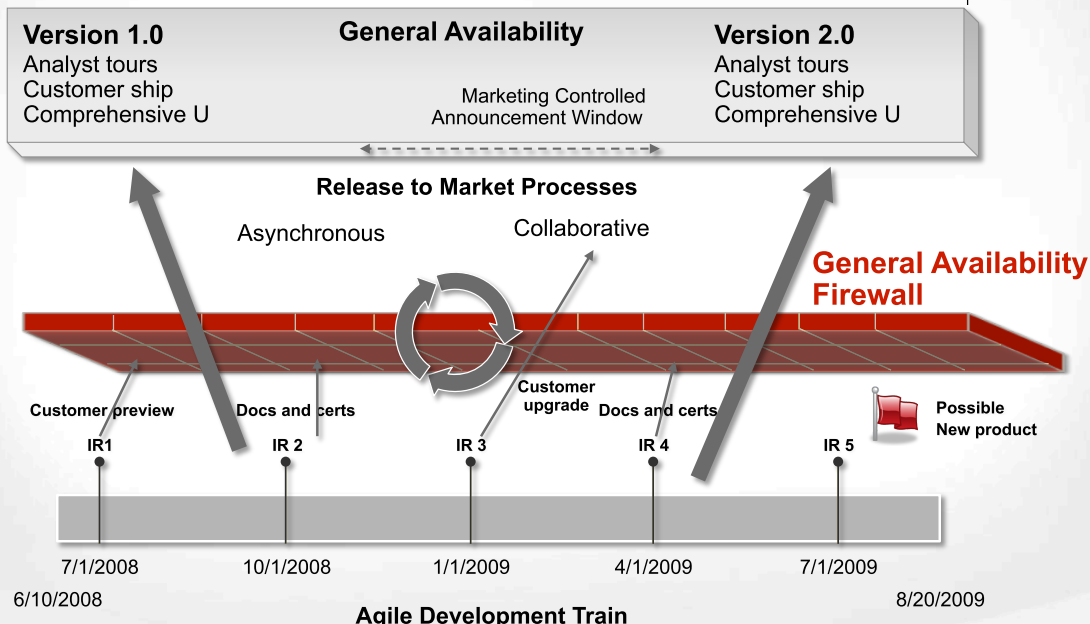 Version 1.0
Analyst tours
Customer ship
Comprehensive U
General Availability
Marketing Controlled
Announcement Window
Version 2.0
Analyst tours
Customer ship
Comprehensive U
Release to Market Processes
Asynchronous
Collaborative
General Availability
Firewall
Customer preview
Docs and certs
Customer
upgrade
Docs and certs
Possible
New product
IR1
IR 2
IR 3
IR 4
IR 5
7/1/2008
10/1/2008
1/1/2009
4/1/2009
7/1/2009
6/10/2008
8/20/2009
Agile Development Train